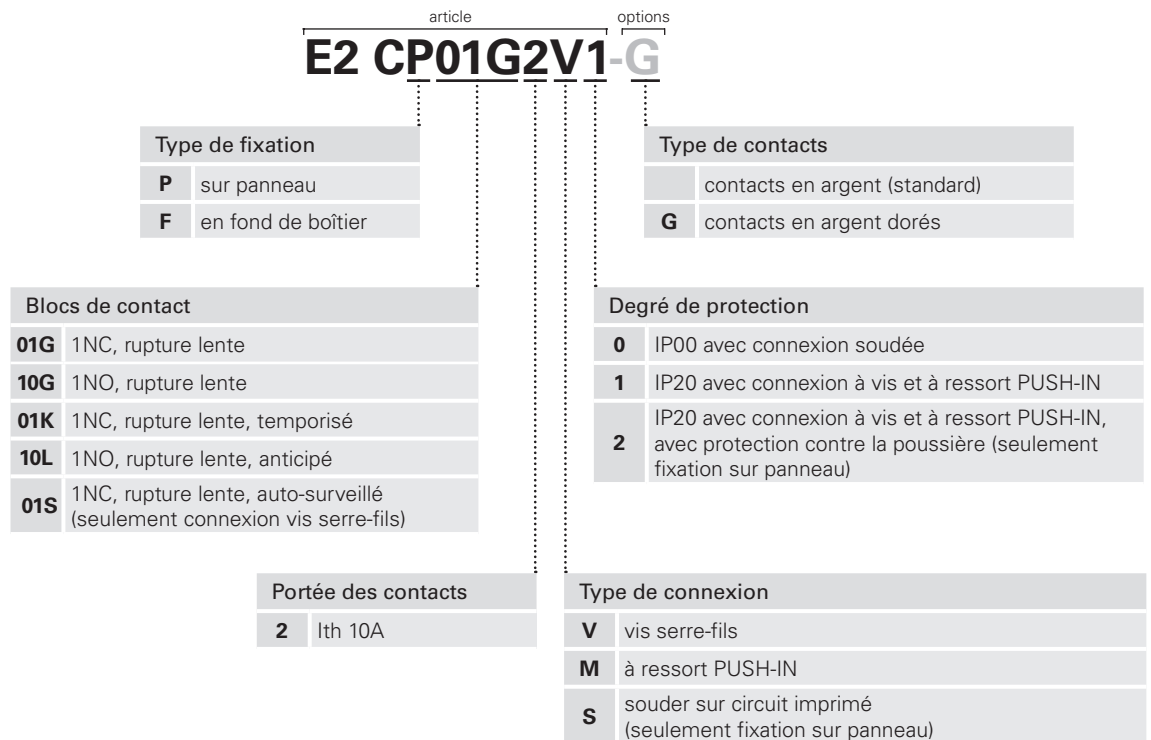 article options
E2 CP01G2V1-G
Type de fixation
P sur panneau
F en fond de boîtier
Type de contacts
contacts en argent (standard)
G contacts en argent dorés
Blocs de contact
01G 1NC, rupture lente
10G 1NO, rupture lente
01K 1NC, rupture lente, temporisé
10L 1NO, rupture lente, anticipé
01S 1NC, rupture lente, auto-surveillé
(seulement connexion vis serre-fils)
Degré de protection
0 IP00 avec connexion soudée
1 IP20 avec connexion à vis et à ressort PUSH-IN
2 IP20 avec connexion à vis et à ressort PUSH-IN,
avec protection contre la poussière (seulement
fixation sur panneau)
Portée des contacts
2 Ith 10A
Type de connexion
V vis serre-fils
M à ressort PUSH-IN
S souder sur circuit imprimé
(seulement fixation sur panneau)